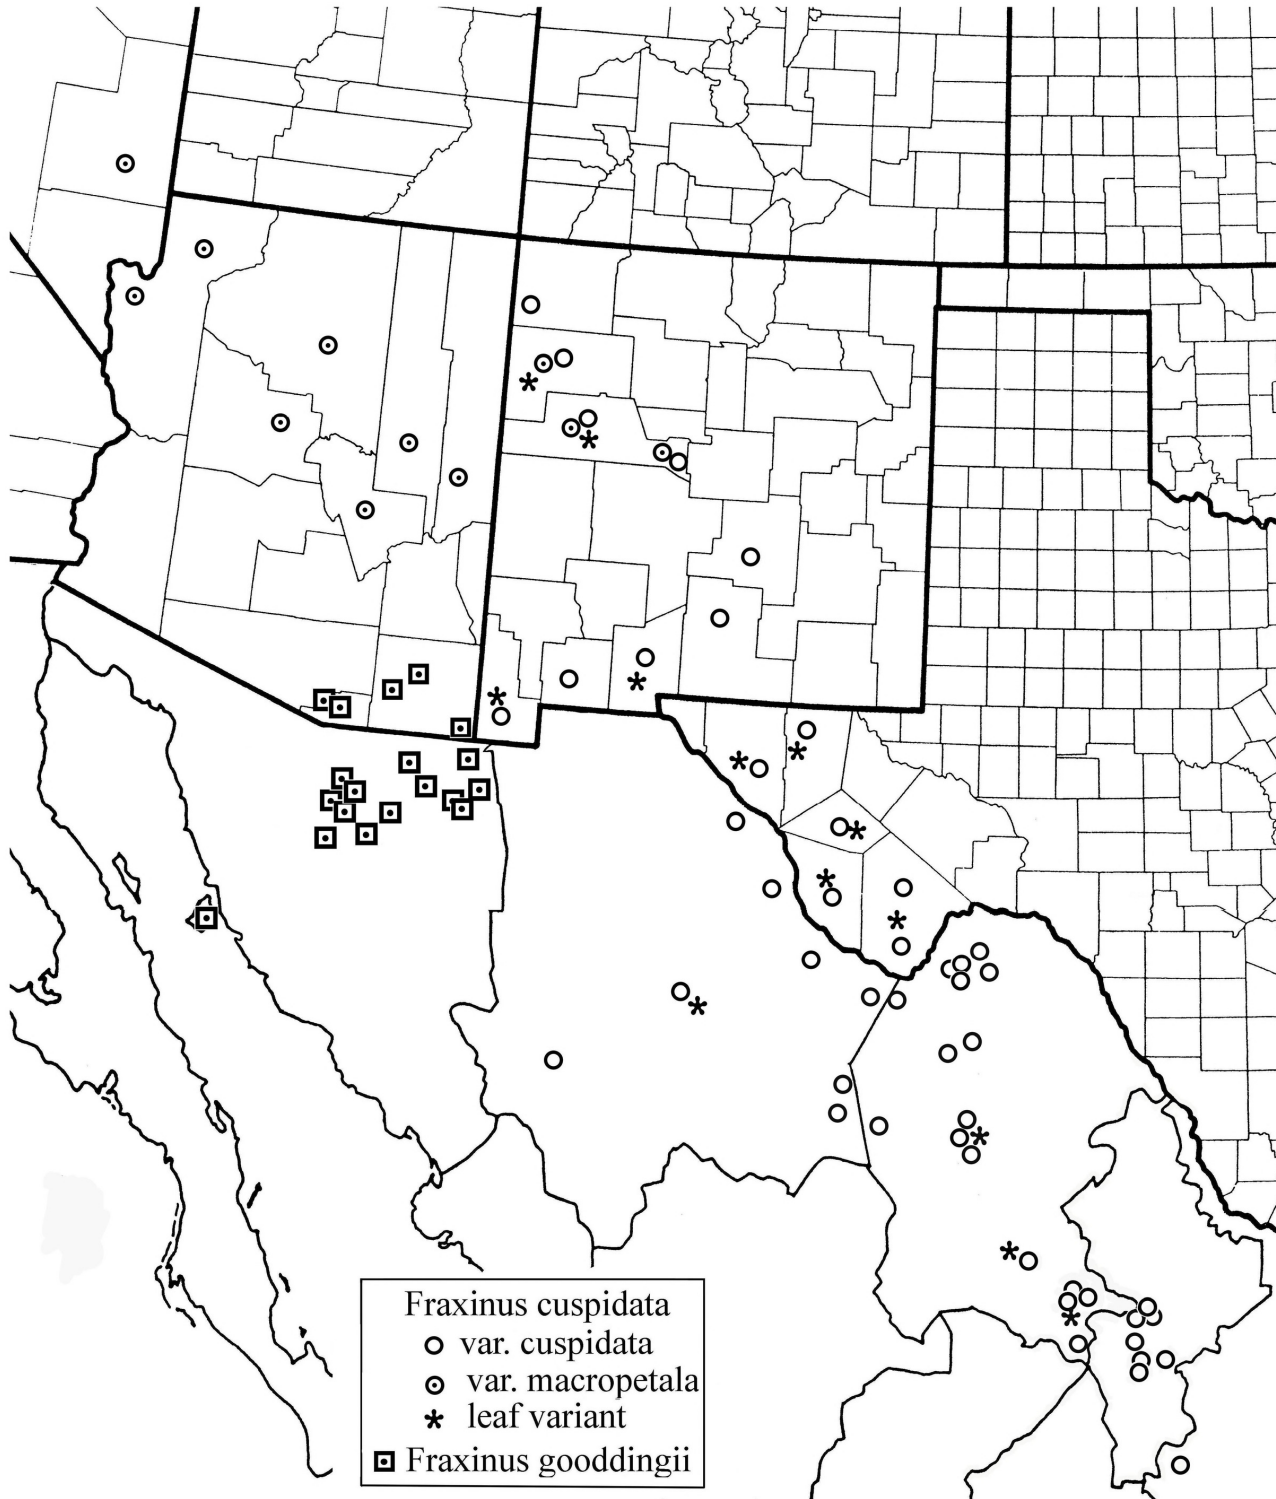 Fraxinus cuspidata
var. cuspidata
var. macropetala
leaf variant
Fraxinus gooddingii